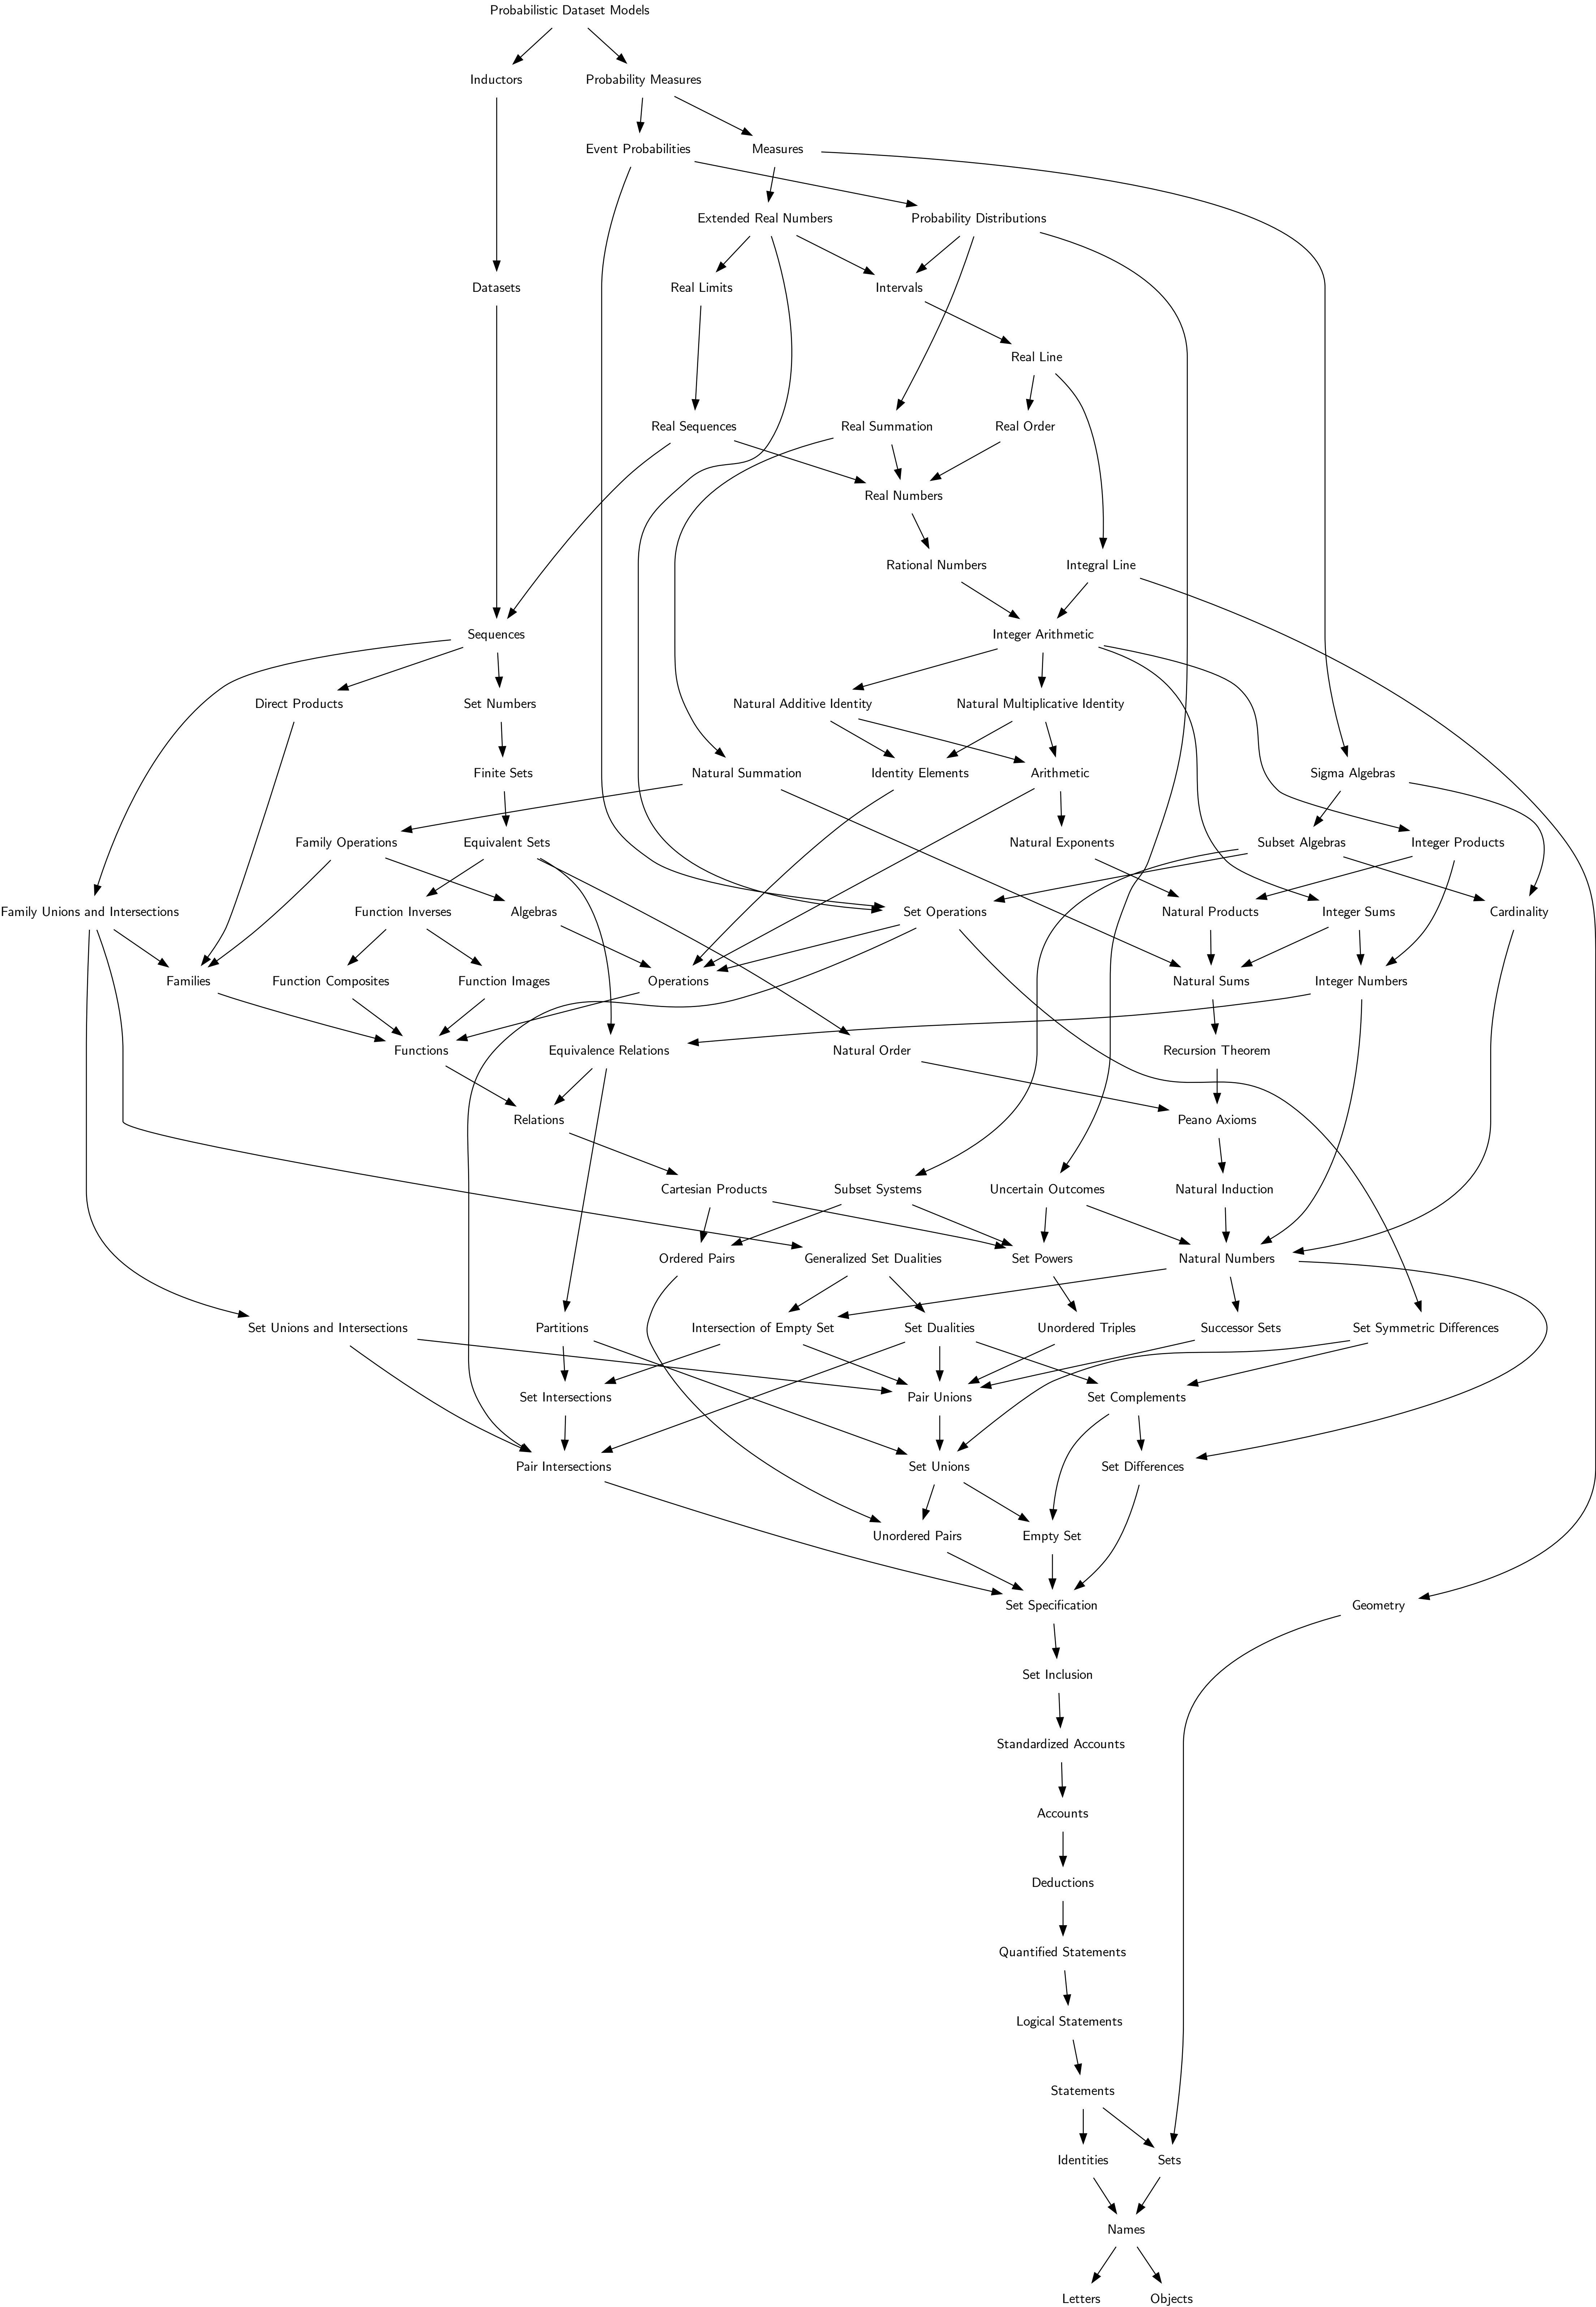 Probabilistic Dataset Models
Inductors
Probability Measures
Event Probabilities
Measures
Extended Real Numbers
Probability Distributions
Datasets
Real Limits
Intervals
Real Line
Real Sequences
Real Summation
Real Order
Real Numbers
Rational Numbers
Integral Line
Sequences
Integer Arithmetic
Direct Products
Set Numbers
Natural Additive Identity
Natural Multiplicative Identity
Finite Sets
Natural Summation
Identity Elements
Arithmetic
Sigma Algebras
Family Operations
Equivalent Sets
Natural Exponents
Subset Algebras
Integer Products
Family Unions and Intersections
Function Inverses
Algebras
Set Operations
Natural Products
Integer Sums
Cardinality
Families
Function Composites
Function Images
Operations
Natural Sums
Integer Numbers
Functions
Equivalence Relations
Natural Order
Recursion Theorem
Relations
Peano Axioms
Cartesian Products
Subset Systems
Uncertain Outcomes
Natural Induction
Ordered Pairs
Generalized Set Dualities
Set Powers
Natural Numbers
Set Unions and Intersections
Partitions
Intersection of Empty Set
Set Dualities
Unordered Triples
Successor Sets
Set Symmetric Differences
Set Intersections
Pair Unions
Set Complements
Pair Intersections
Set Unions
Set Differences
Unordered Pairs
Empty Set
Set Specification
Geometry
Set Inclusion
Standardized Accounts
Accounts
Deductions
Quantified Statements
Logical Statements
Statements
Identities
Sets
Names
Letters
Objects